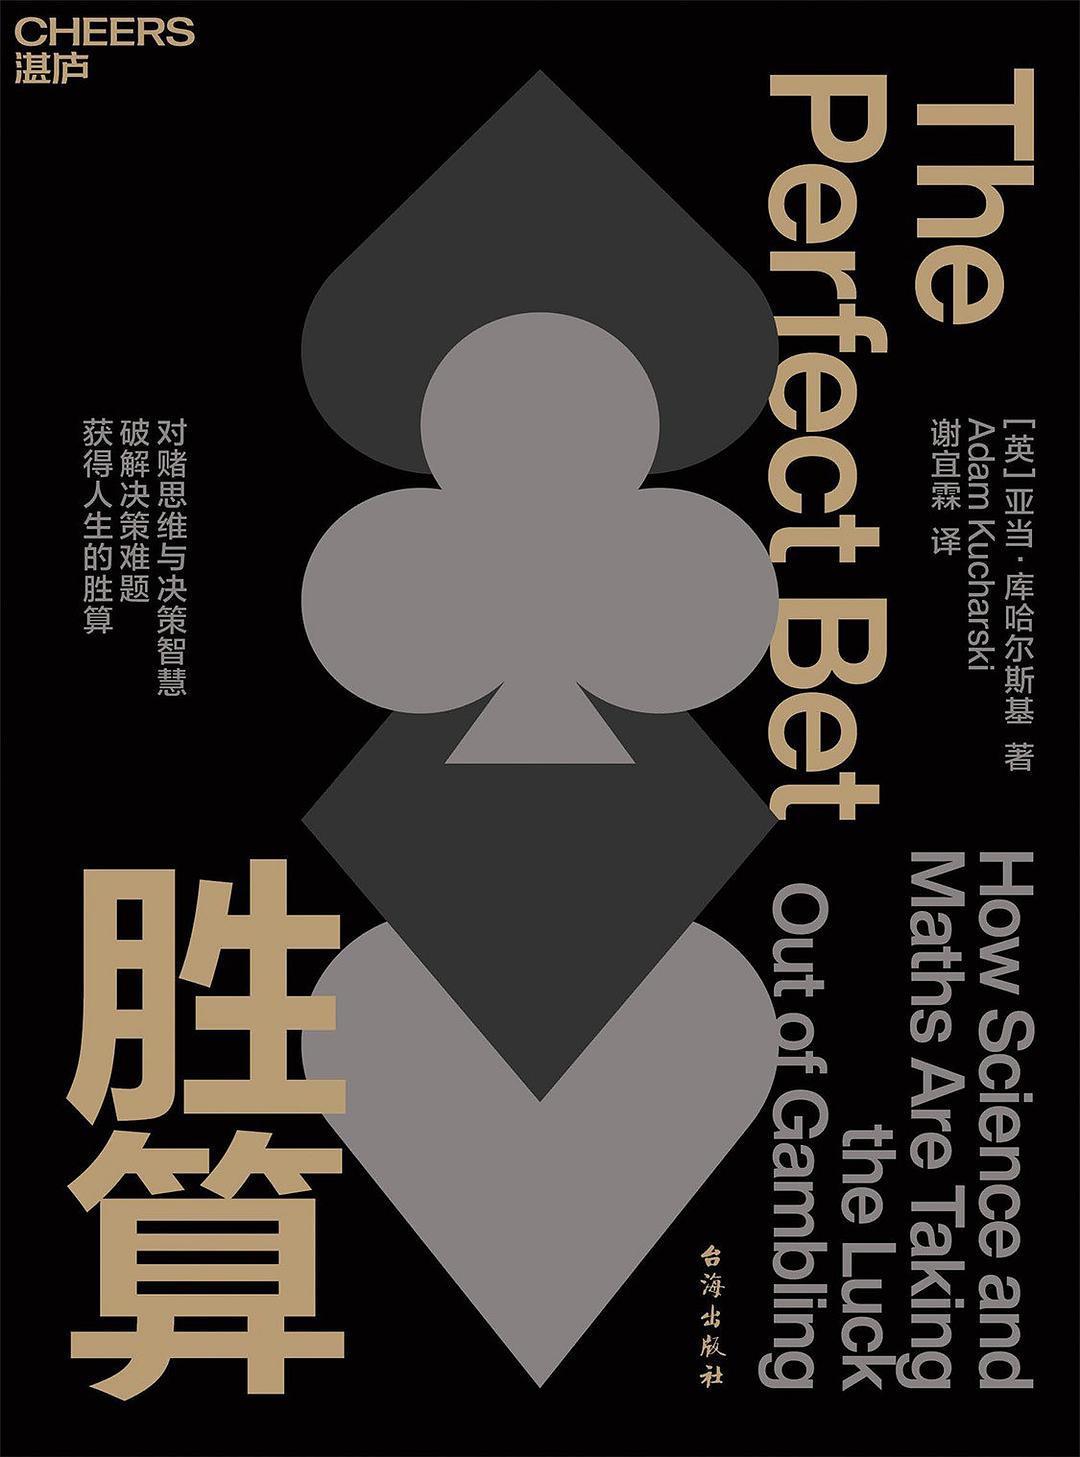 CHEERS
湛庐
The
Perfect Bet
[英]亚当·库哈尔斯基 著
Adam Kucharski
谢宜霖 译
How Science and
Maths Are Taking
the Luck
Out of Gambling
对赌思维与决策智慧
破解决策难题
获得人生的胜算
胜算
台海出版社